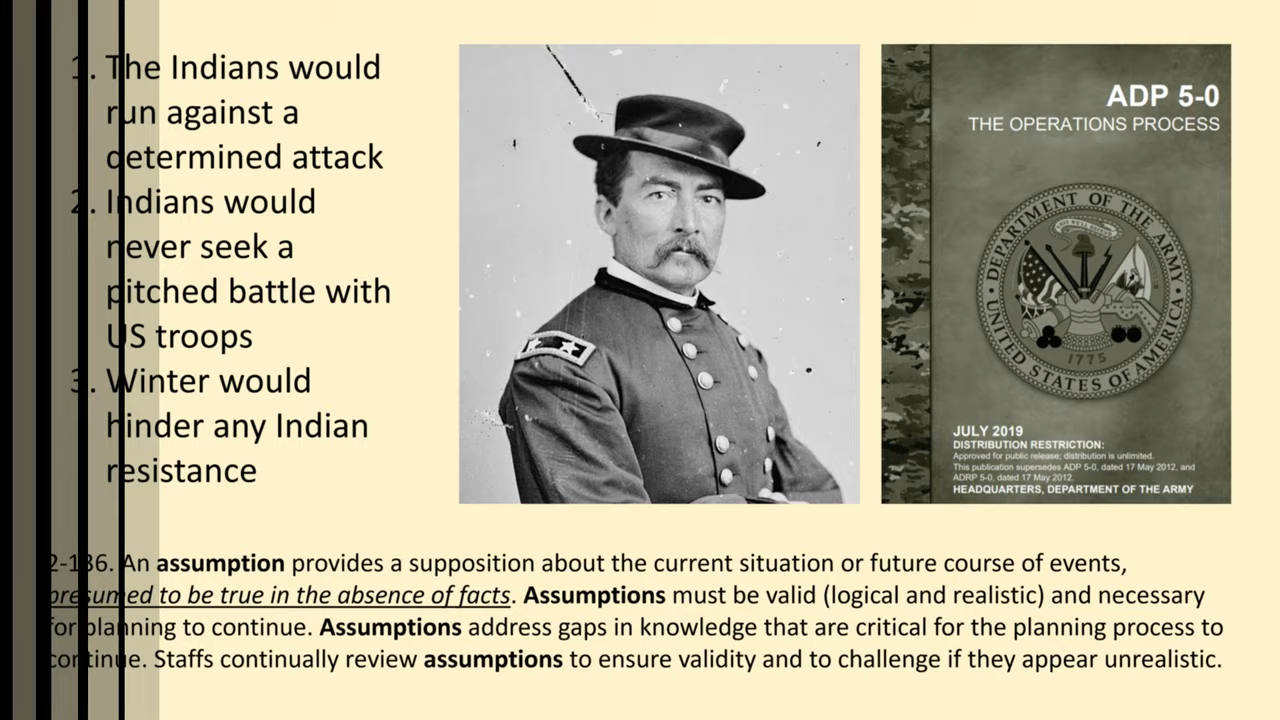 1. The Indians would
run against a
determined attack
2. Indians would
never seek a
pitched battle with
US troops
3. Winter would
hinder any Indian
resistance
ADP 5-0
THE OPERATIONS PROCESS
DEPARTMENT OF THE ARMY
UNITED STATES OF AMERICA
1775
JULY 2019
DISTRIBUTION RESTRICTION:
Approved for public release; distribution is unlimited.
This publication supersedes ADP 5-0, dated 17 May 2012, and
ADRP 5-0, dated 17 May 2012.
HEADQUARTERS, DEPARTMENT OF THE ARMY
2-136. An assumption provides a supposition about the current situation or future course of events,
presumed to be true in the absence of facts. Assumptions must be valid (logical and realistic) and necessary
for planning to continue. Assumptions address gaps in knowledge that are critical for the planning process to
continue. Staffs continually review assumptions to ensure validity and to challenge if they appear unrealistic.